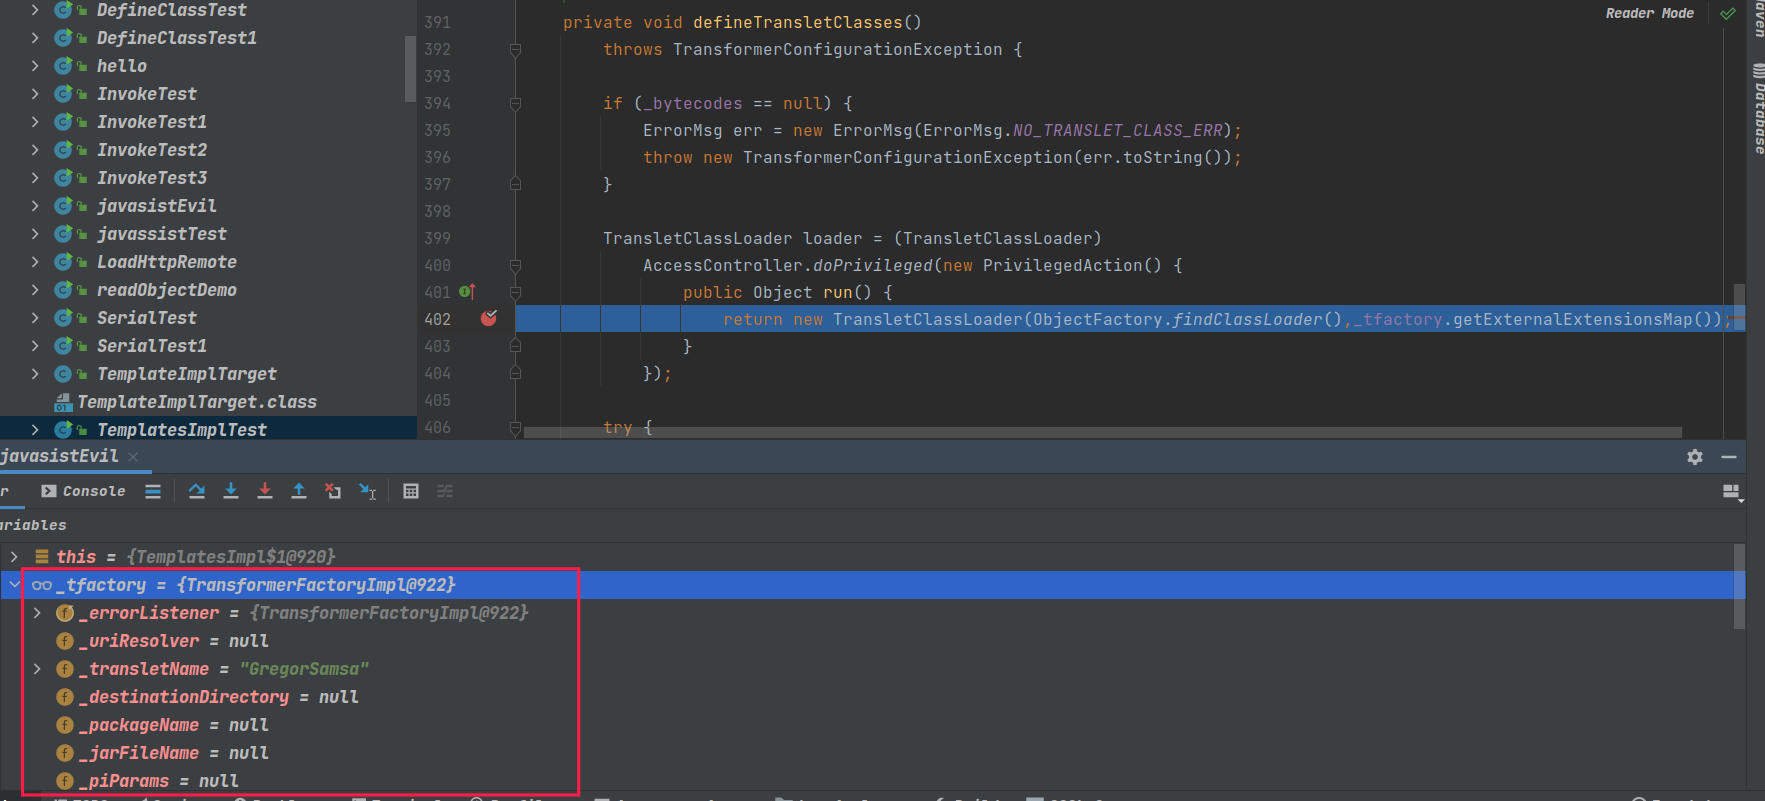 DefineClassTest
DefineClassTest1
hello
InvokeTest
InvokeTest1
InvokeTest2
InvokeTest3
javasistEvil
javassistTest
LoadHttpRemote
readObjectDemo
SerialTest
SerialTest1
TemplateImplTarget
TemplateImplTarget.class
TemplatesImplTest
391 private void defineTransletClasses()
392 throws TransformerConfigurationException {
393
394 if (_bytecodes == null) {
395 ErrorMsg err = new ErrorMsg(ErrorMsg.NO_TRANSLET_CLASS_ERR);
396 throw new TransformerConfigurationException(err.toString());
397 }
398
399 TransletClassLoader loader = (TransletClassLoader)
400 AccessController.doPrivileged(new PrivilegedAction() {
401 public Object run() {
402 return new TransletClassLoader(ObjectFactory.findClassLoader(),_tfactory.getExternalExtensionsMap());
403 }
404 });
405
406 try {
Reader Mode
aven
Database
javasistEvil
r
Console
ariables
this = {TemplatesImpl$1@920}
_tfactory = {TransformerFactoryImpl@922}
_errorListener = {TransformerFactoryImpl@922}
_uriResolver = null
_transletName = "GregorSamsa"
_destinationDirectory = null
_packageName = null
_jarFileName = null
_piParams = null